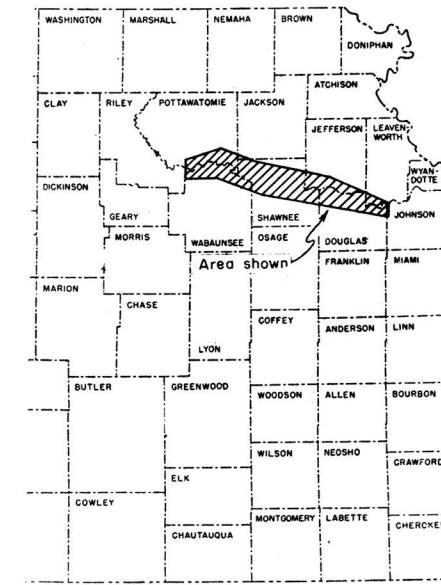 WASHINGTON MARSHALL NEMAHA BROWN
DONIPHAN
ATCHISON
CLAY RILEY POTTAWATOMIE JACKSON
JEFFERSON LEAVEN-
WORTH
WYAN-
DOTTE
DICKINSON
GEARY SHAWNEE JOHNSON
MORRIS WABAUNSEE OSAGE DOUGLAS
Area shown FRANKLIN MIAMI
MARION
CHASE
COFFEY
ANDERSON LINN
LYON
BUTLER GREENWOOD WOODSON ALLEN BOURBON
WILSON NEOSHO
CRAWFORD
ELK
COWLEY
MONTGOMERY LABETTE
CHERCKEE
CHAUTAUQUA